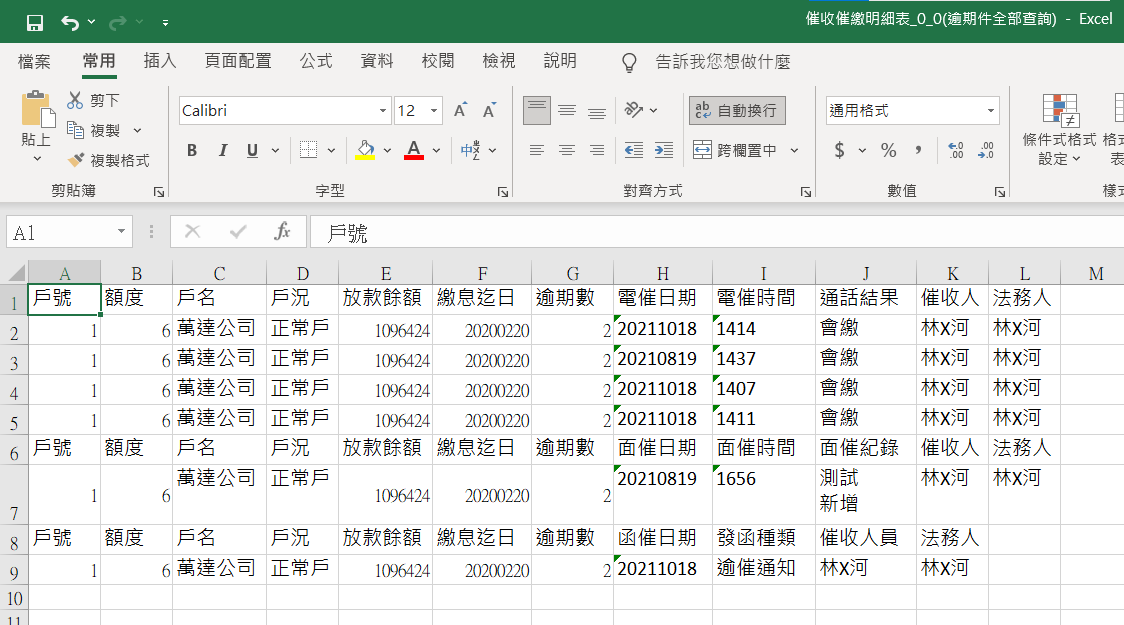 催收催繳明細表_0_0(逾期件全部查詢) - Excel
檔案 常用 插入 頁面配置 公式 資料 校閱 檢視 說明 告訴我您想做什麼
貼上 剪下 複製 複製格式
Calibri 12
B I U A
自動換行
跨欄置中
通用格式
$ % ,
條件式格式設定
剪貼簿 字型 對齊方式 數值
A1 fx 戶號
A B C D E F G H I J K L M
1 戶號 額度 戶名 戶況 放款餘額 繳息迄日 逾期數 電催日期 電催時間 通話結果 催收人 法務人
2 1 6 萬達公司 正常戶 1096424 20200220 2 20211018 1414 會繳 林X河 林X河
3 1 6 萬達公司 正常戶 1096424 20200220 2 20210819 1437 會繳 林X河 林X河
4 1 6 萬達公司 正常戶 1096424 20200220 2 20211018 1407 會繳 林X河 林X河
5 1 6 萬達公司 正常戶 1096424 20200220 2 20211018 1411 會繳 林X河 林X河
6 戶號 額度 戶名 戶況 放款餘額 繳息迄日 逾期數 面催日期 面催時間 面催紀錄 催收人 法務人
7 1 6 萬達公司 正常戶 1096424 20200220 2 20210819 1656 測試 林X河 林X河
新增
8 戶號 額度 戶名 戶況 放款餘額 繳息迄日 逾期數 函催日期 發函種類 催收人員 法務人
9 1 6 萬達公司 正常戶 1096424 20200220 2 20211018 逾催通知 林X河 林X河
10
11